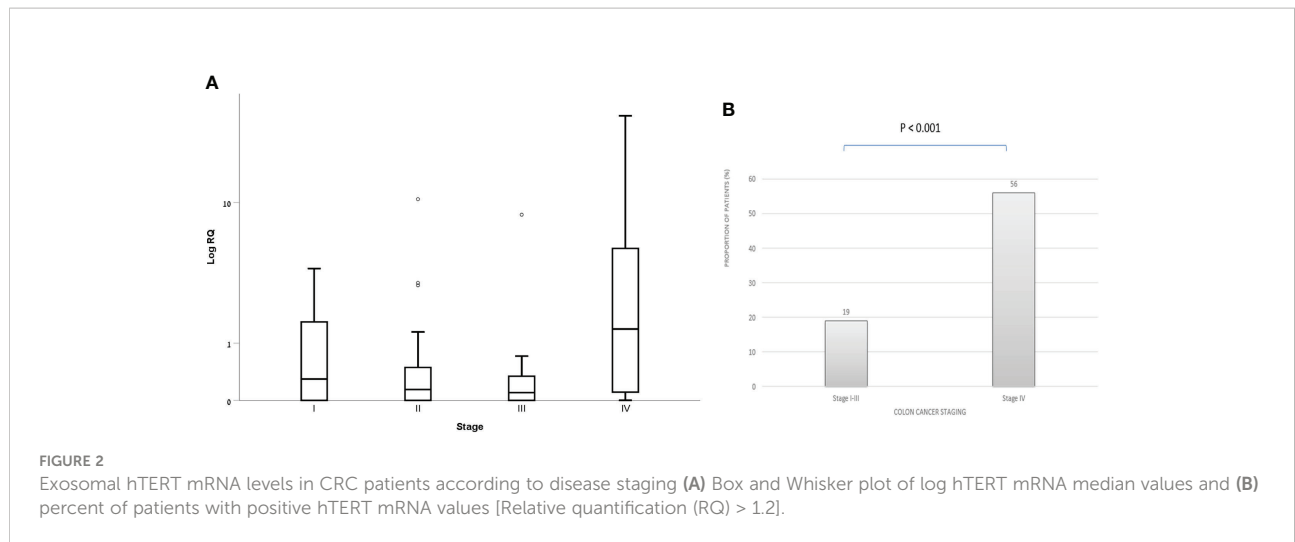 A
Log RQ
10
1
0
I II III IV
Stage
B
P < 0.001
PROPORTION OF PATIENTS (%)
60
50
40
30
20
10
0
19
56
Stage I-III Stage IV
COLON CANCER STAGING
FIGURE 2
Exosomal hTERT mRNA levels in CRC patients according to disease staging (A) Box and Whisker plot of log hTERT mRNA median values and (B)
percent of patients with positive hTERT mRNA values [Relative quantification (RQ) > 1.2].